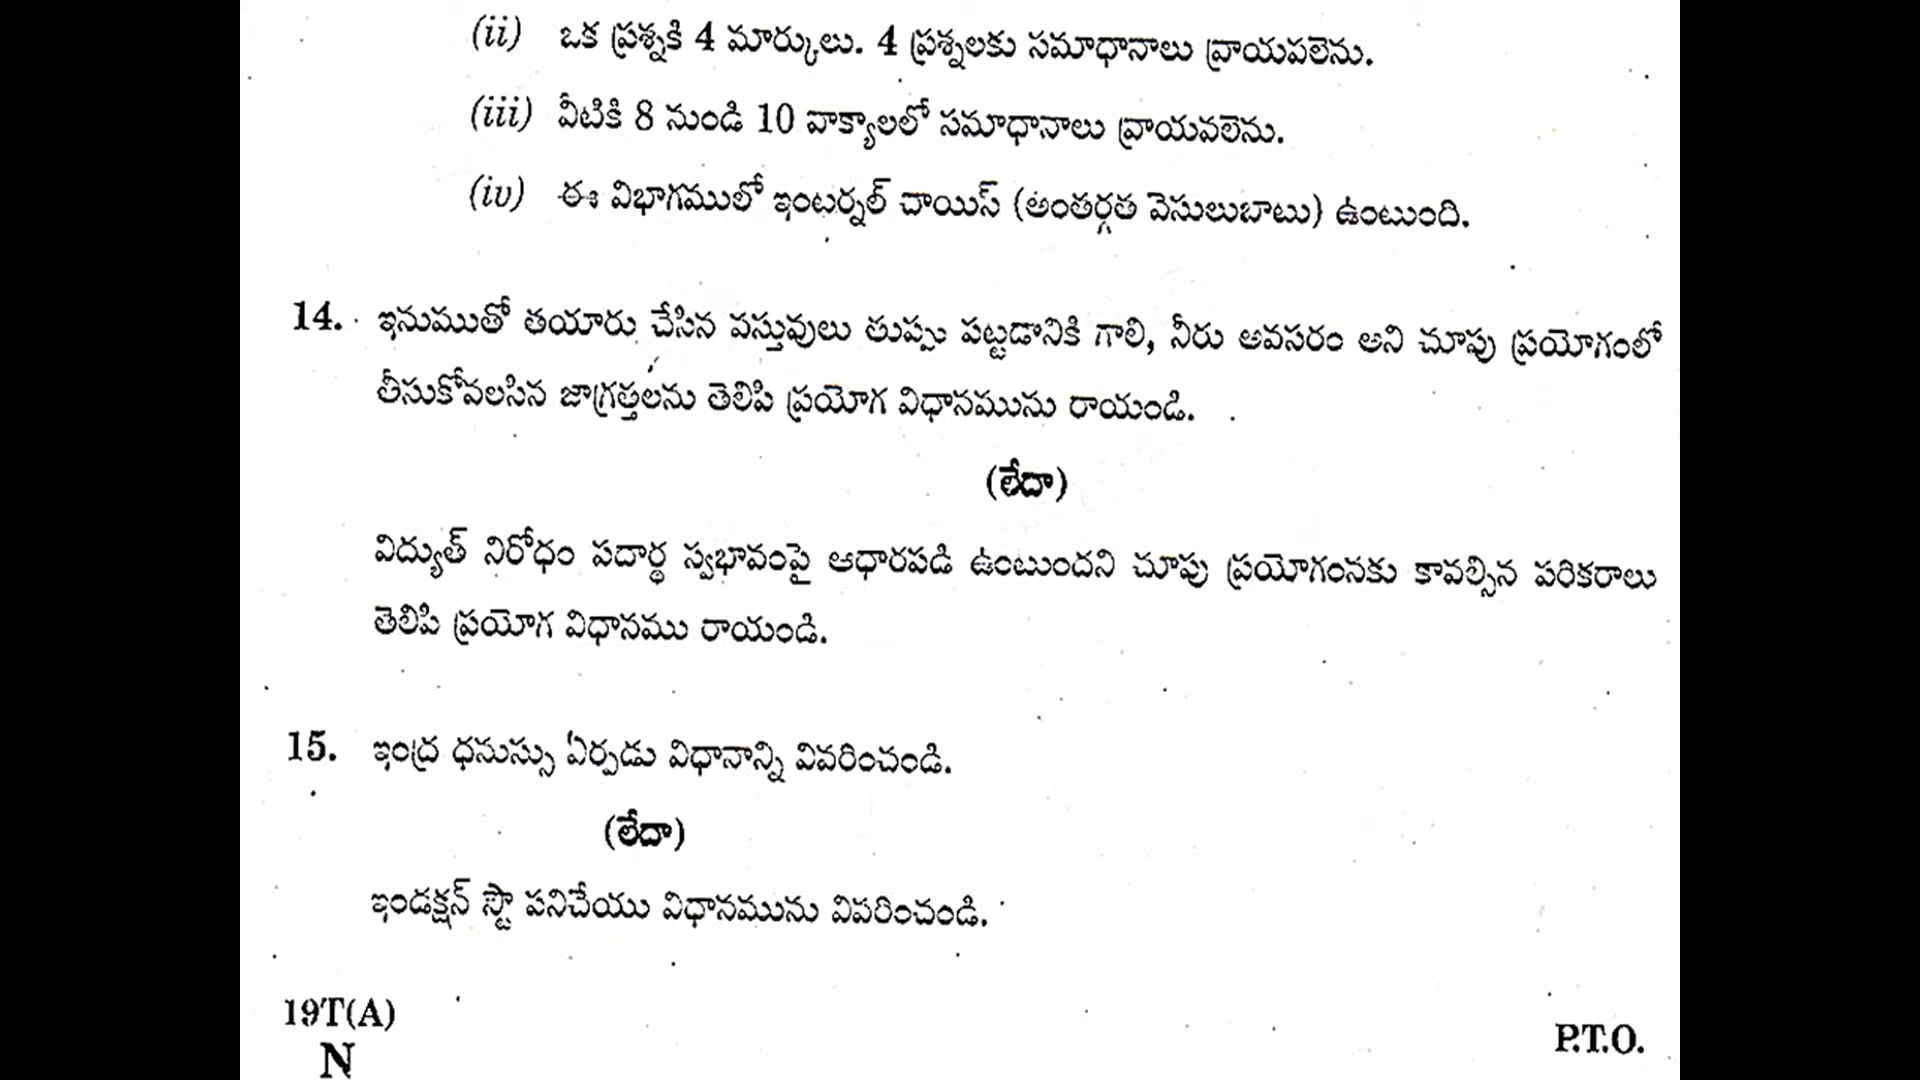 (ii) ఒక ప్రశ్నకి 4 మార్కులు. 4 ప్రశ్నలకు సమాధానాలు వ్రాయవలెను.
(iii) వీటికి 8 నుండి 10 వాక్యాలలో సమాధానాలు వ్రాయవలెను.
(iv) ఈ విభాగములో ఇంటర్నల్ చాయిస్ (అంతర్గత వెసులుబాటు) ఉంటుంది.
14. ఇనుముతో తయారు చేసిన వస్తువులు తుప్పు పట్టడానికి గాలి, నీరు అవసరం అని చూపు ప్రయోగంలో
తీసుకోవలసిన జాగ్రత్తలను తెలిపి ప్రయోగ విధానమును రాయండి.
(లేదా)
విద్యుత్ నిరోధం పదార్థ స్వభావంపై ఆధారపడి ఉంటుందని చూపు ప్రయోగంనకు కావల్సిన పరికరాలు
తెలిపి ప్రయోగ విధానము రాయండి.
15. ఇంద్ర ధనుస్సు ఏర్పడు విధానాన్ని వివరించండి.
(లేదా)
ఇండక్షన్ స్టౌ పనిచేయు విధానమును వివరించండి.
19T(A)
N
P.T.O.